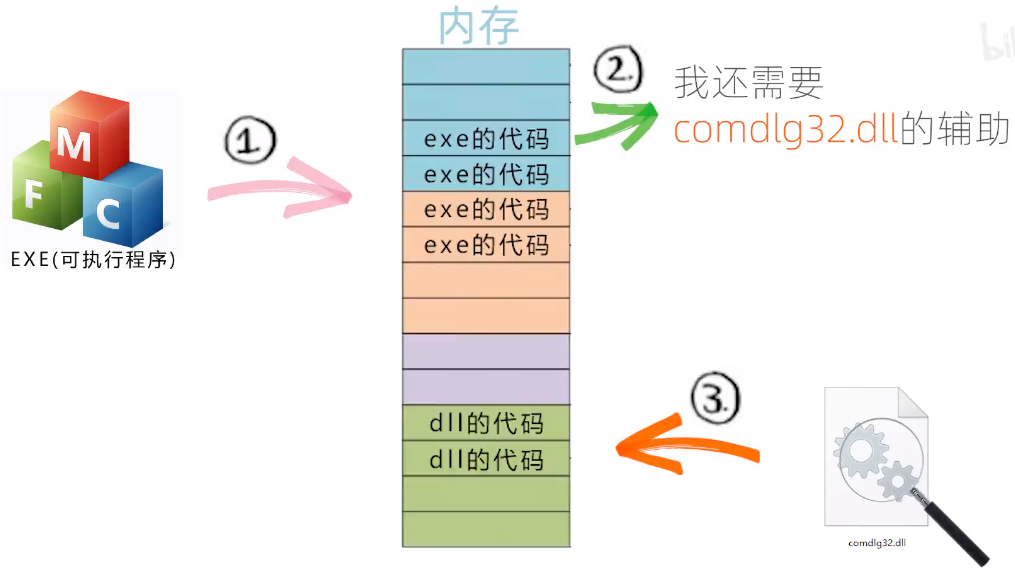 内存
①
②
我还需要
comdlg32.dll的辅助
M
F
C
EXE(可执行程序)
exe的代码
exe的代码
exe的代码
exe的代码
③
dll的代码
dll的代码
comdlg32.dll